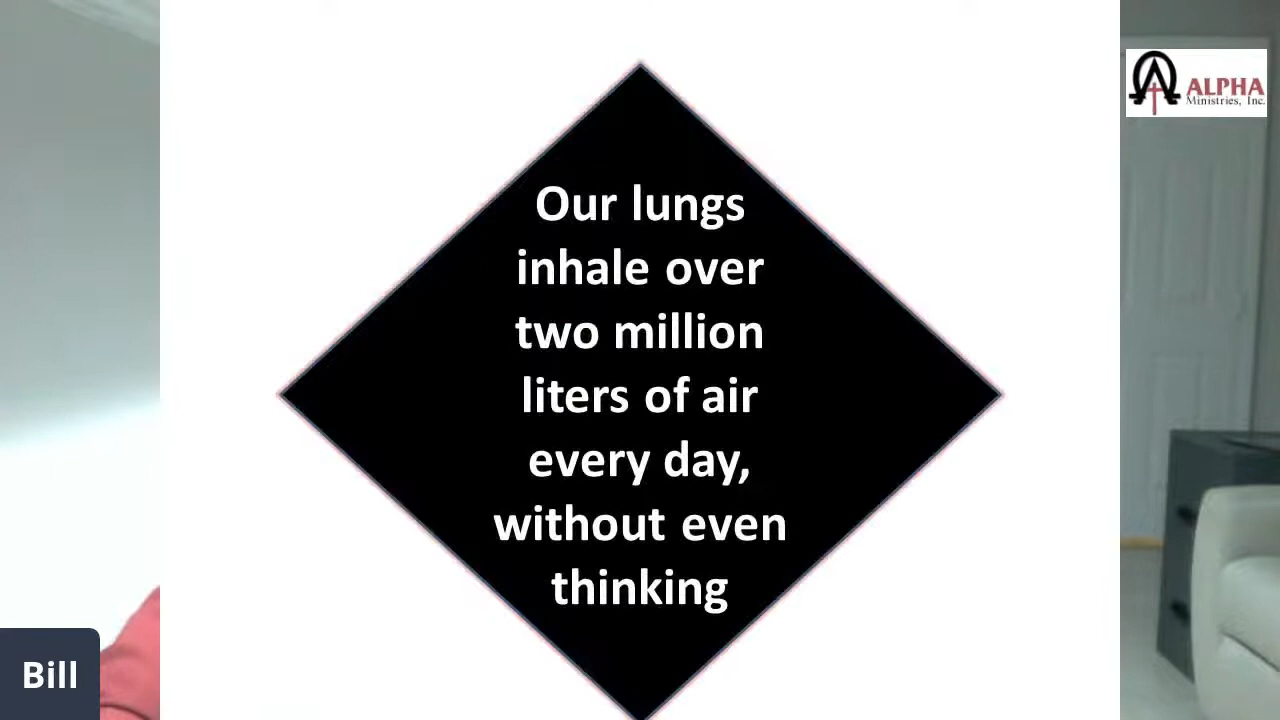 ALPHA
Ministries, Inc.
Our lungs
inhale over
two million
liters of air
every day,
without even
thinking
Bill